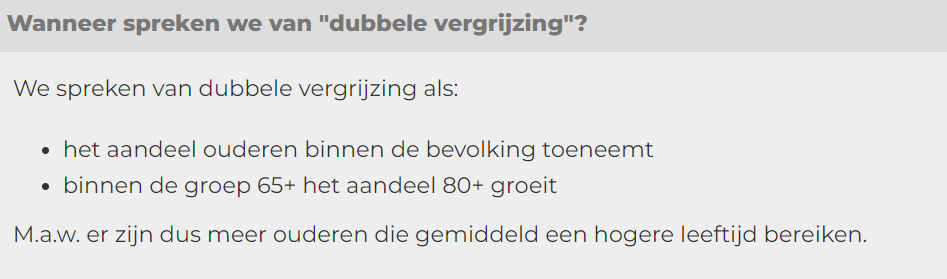 Wanneer spreken we van "dubbele vergrijzing"?
We spreken van dubbele vergrijzing als:
• het aandeel ouderen binnen de bevolking toeneemt
• binnen de groep 65+ het aandeel 80+ groeit
M.a.w. er zijn dus meer ouderen die gemiddeld een hogere leeftijd bereiken.